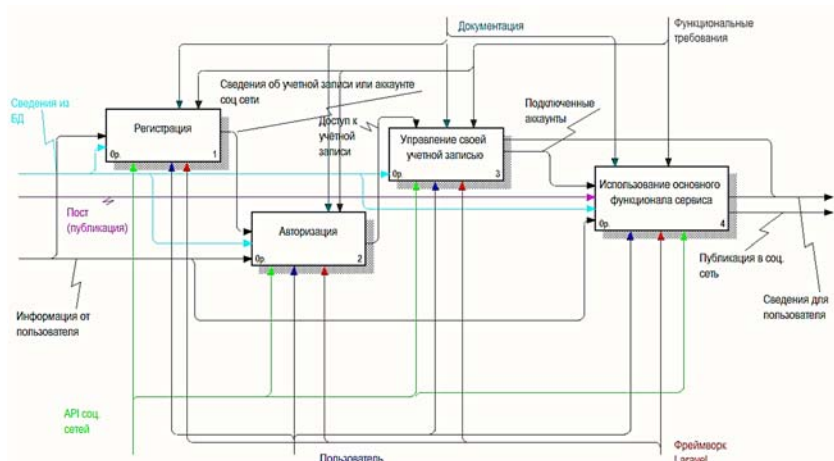 Документация
Функциональные
требования
Сведения об учетной записи или аккаунте
соц сети
Сведения из
БД
Регистрация
0р.
1
Доступ к
учетной
записи
Подключенные
аккаунты
Управление своей
учетной записью
0р.
3
Использование основного
функционала сервиса
0р.
4
Пост
(публикация)
Авторизация
0р.
2
Публикация в соц.
сеть
Информация от
пользователя
Сведения для
пользователя
API соц.
сетей
Пользователь
Фреймворк
Laravel